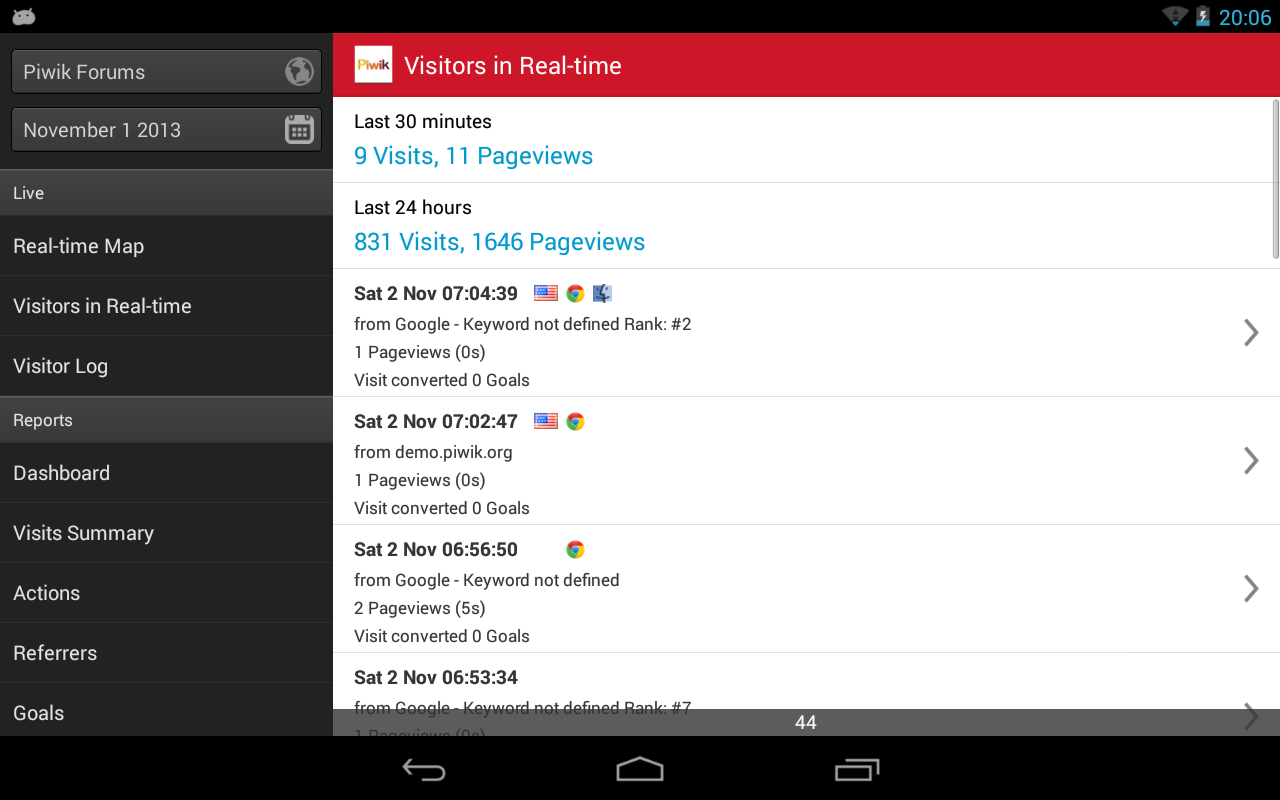 20:06
Piwik Forums
November 1 2013
Live
Real-time Map
Visitors in Real-time
Visitor Log
Reports
Dashboard
Visits Summary
Actions
Referrers
Goals
Piwik
Visitors in Real-time
Last 30 minutes
9 Visits, 11 Pageviews
Last 24 hours
831 Visits, 1646 Pageviews
Sat 2 Nov 07:04:39
from Google - Keyword not defined Rank: #2
1 Pageviews (0s)
Visit converted 0 Goals
Sat 2 Nov 07:02:47
from demo.piwik.org
1 Pageviews (0s)
Visit converted 0 Goals
Sat 2 Nov 06:56:50
from Google - Keyword not defined
2 Pageviews (5s)
Visit converted 0 Goals
Sat 2 Nov 06:53:34
from Google - Keyword not defined Rank: #7
44
1 Pageviews (0s)